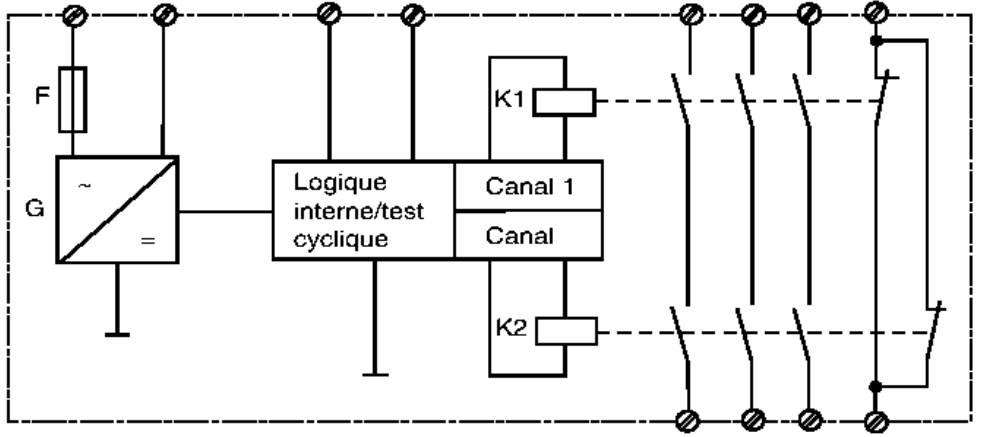 F
G
~
=
Logique
interne/test
cyclique
Canal 1
Canal
K1
K2